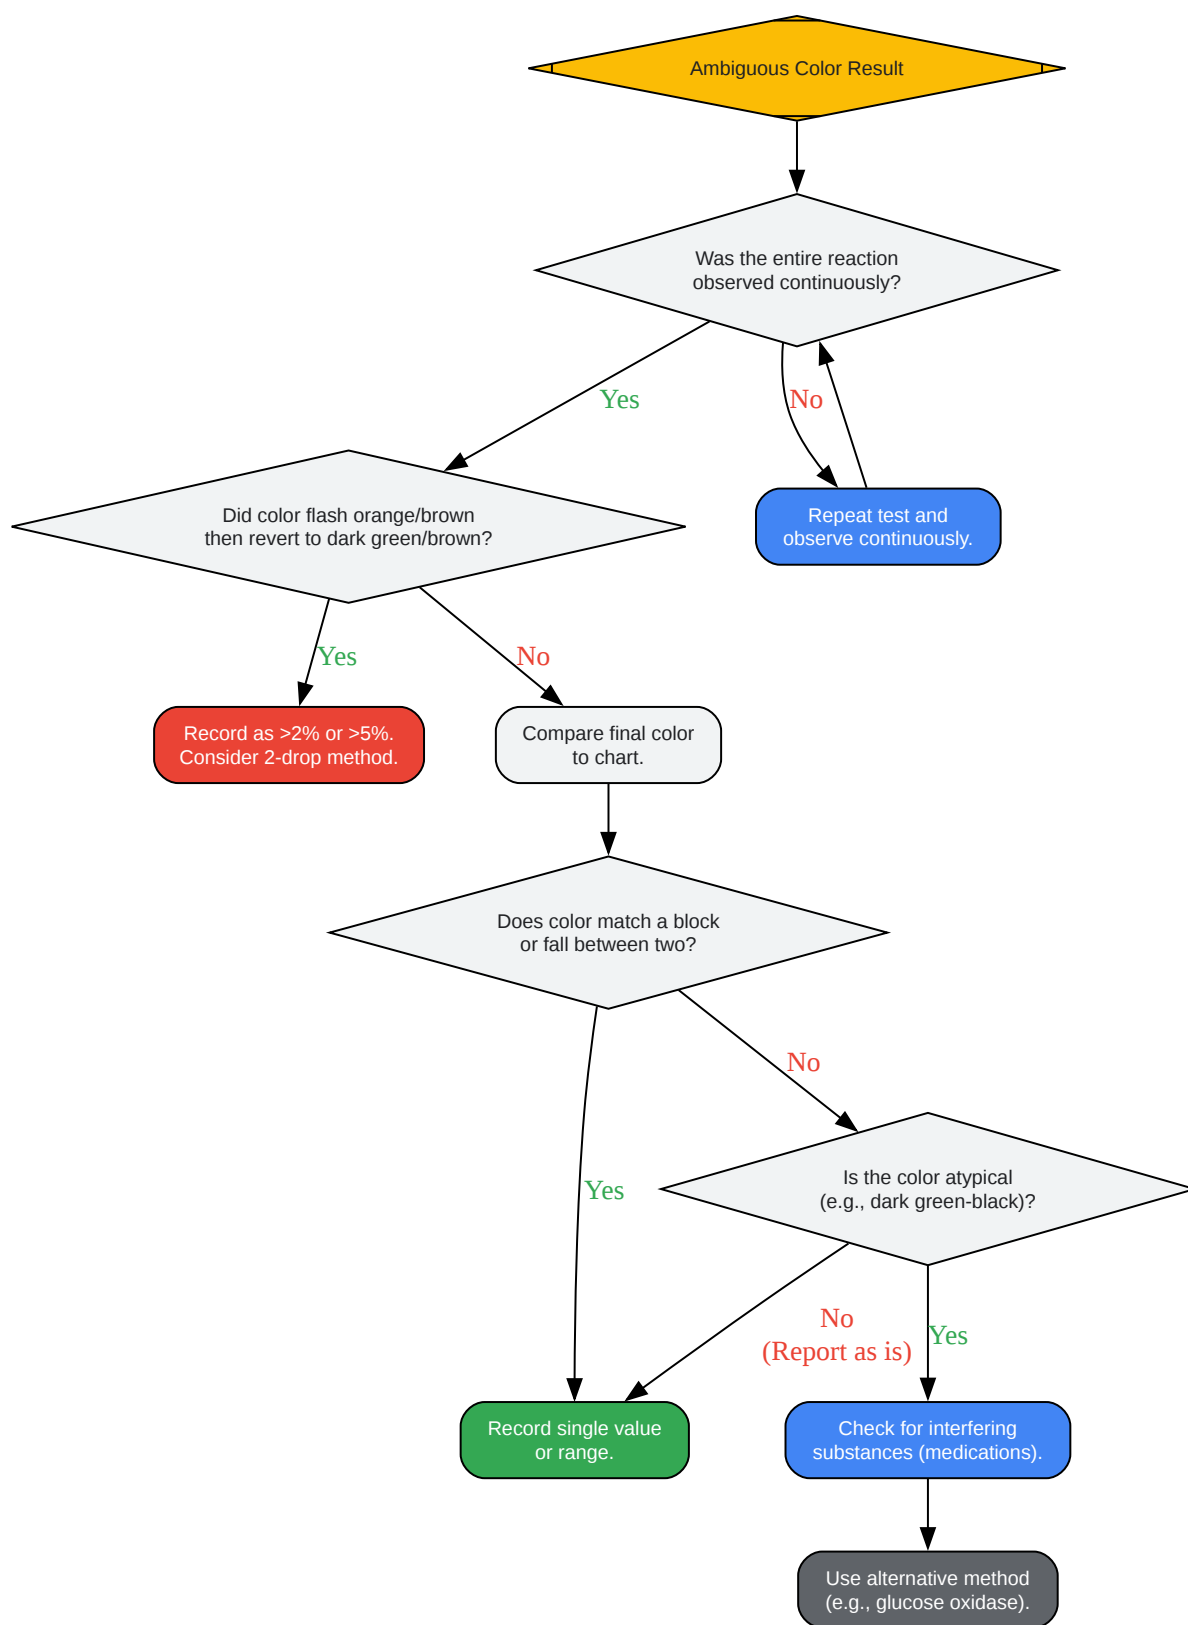 Ambiguous Color Result
Was the entire reaction
observed continuously?
Yes
No
Did color flash orange/brown
then revert to dark green/brown?
Repeat test and
observe continuously.
Yes
No
Record as >2% or >5%.
Consider 2-drop method.
Compare final color
to chart.
Does color match a block
or fall between two?
No
Is the color atypical
(e.g., dark green-black)?
Yes
No
(Report as is)
Yes
Record single value
or range.
Check for interfering
substances (medications).
Use alternative method
(e.g., glucose oxidase).